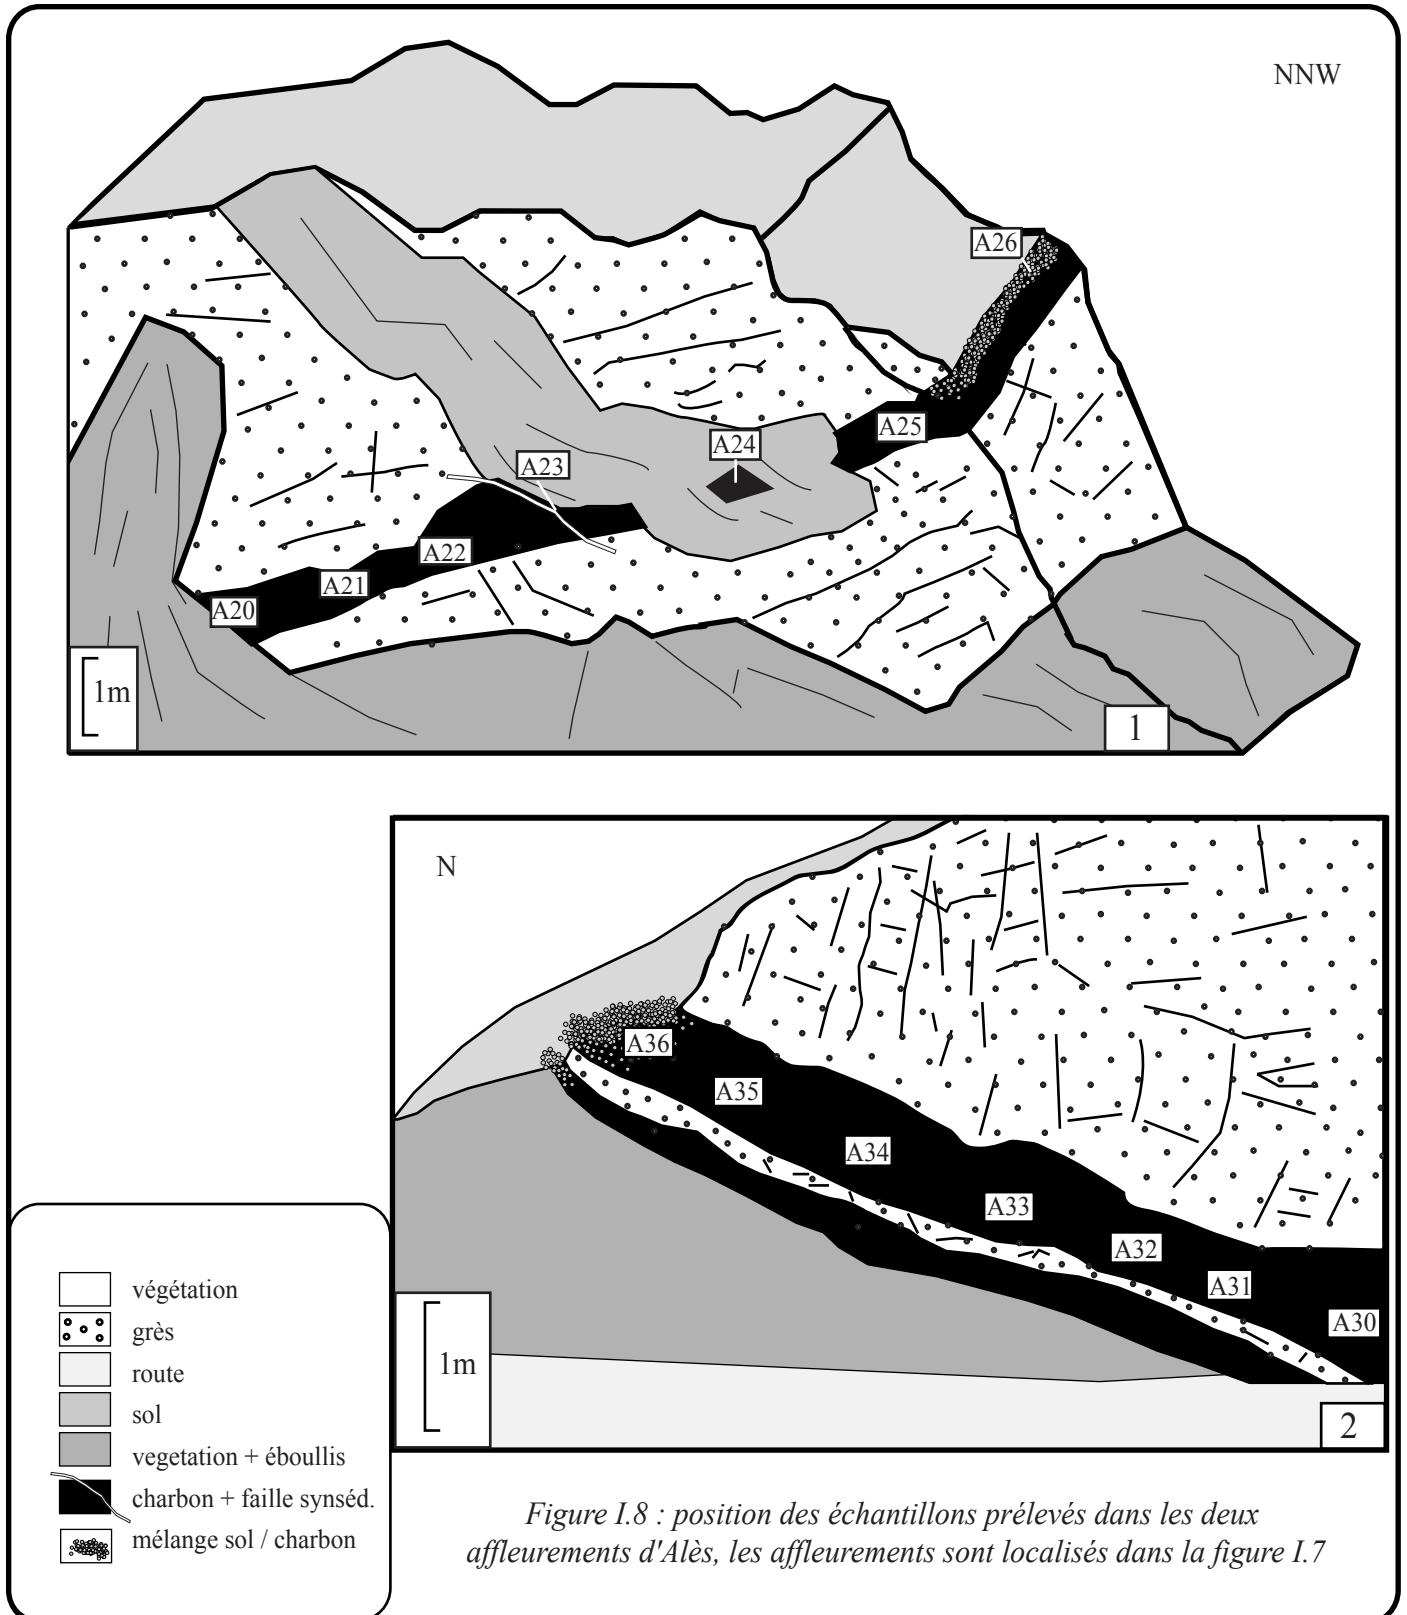 NNW
A26
A25
A24
A23
A22
A21
A20
1m
1
N
A36
A35
A34
A33
A32
A31
A30
1m
2
végétation
grès
route
sol
vegetation + éboullis
charbon + faille synséd.
mélange sol / charbon
Figure I.8 : position des échantillons prélevés dans les deux
affleurements d'Alès, les affleurements sont localisés dans la figure I.7